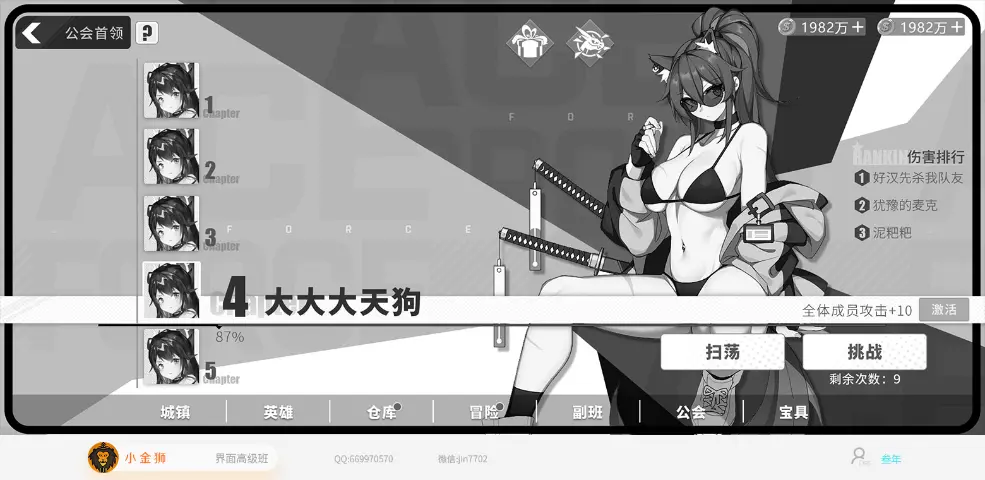 公会首领
?
1982万+
1982万+
1
Chapter
2
Chapter
3
Chapter
4
大大大天狗
87%
5
Chapter
F O R
F O R C E
RANKIN
伤害排行
1 好汉先杀我队友
2 犹豫的麦克
3 泥粑粑
全体成员攻击+10
激活
扫荡
挑战
剩余次数：9
城镇
英雄
仓库
冒险
副班
公会
宝具
小金狮
界面高级班
QQ:669970570
微信:jin7702
叁年